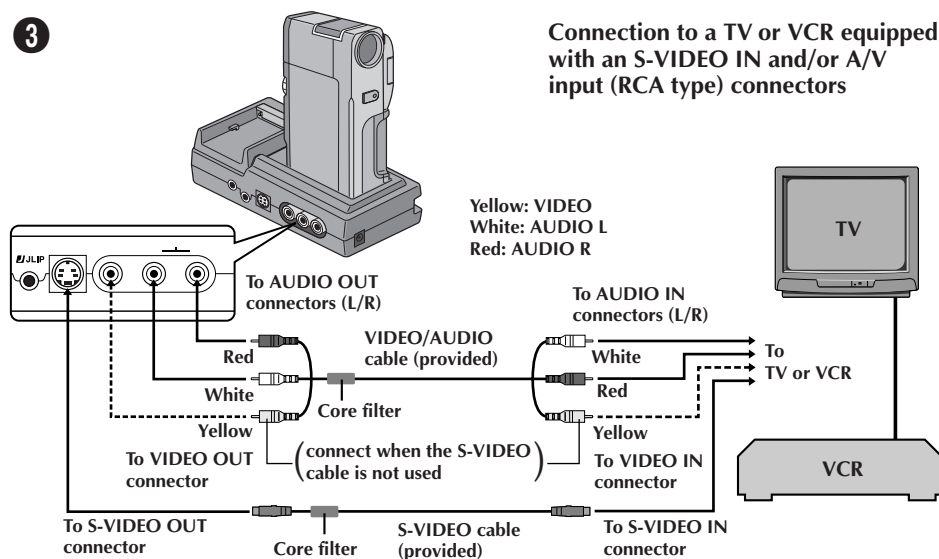 3
Connection to a TV or VCR equipped
with an S-VIDEO IN and/or A/V
input (RCA type) connectors
Yellow: VIDEO
White: AUDIO L
Red: AUDIO R
TV
JLIP
To AUDIO OUT
connectors (L/R)
To AUDIO IN
connectors (L/R)
VIDEO/AUDIO
cable (provided)
Red
White
To
TV or VCR
White
Red
Core filter
Yellow
Yellow
(connect when the S-VIDEO
cable is not used)
To VIDEO OUT
connector
To VIDEO IN
connector
VCR
To S-VIDEO OUT
connector
Core filter
S-VIDEO cable
(provided)
To S-VIDEO IN
connector